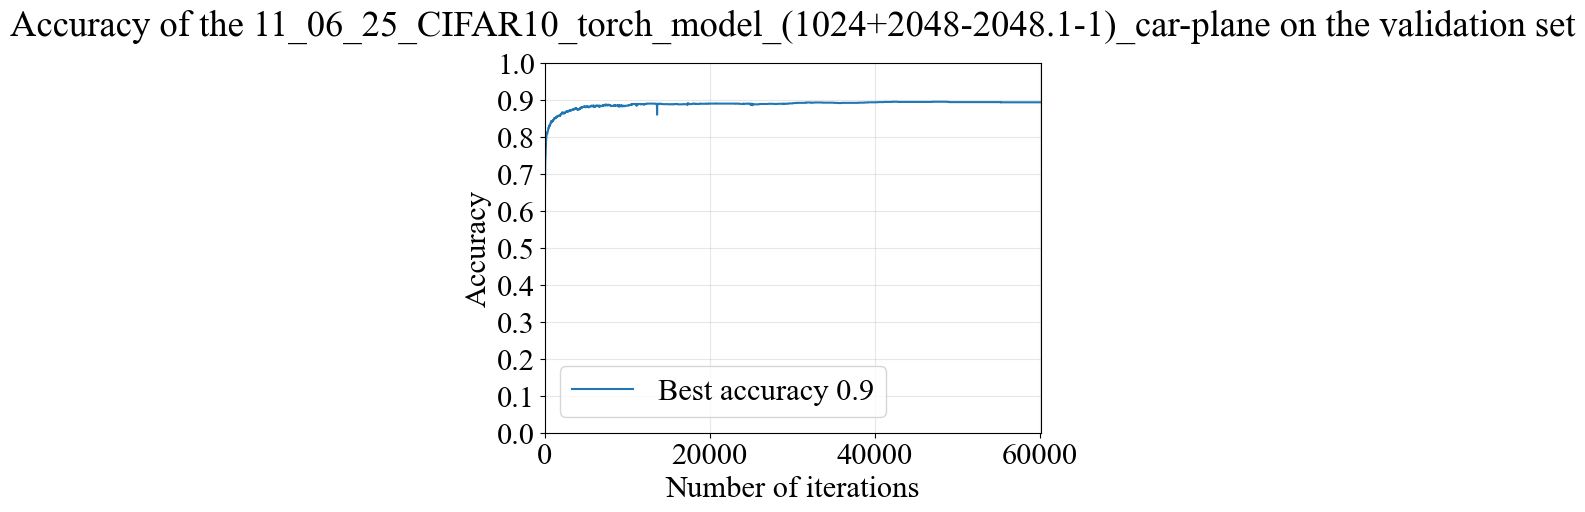 Accuracy of the 11_06_25_CIFAR10_torch_model_(1024+2048-2048.1-1)_car-plane on the validation set
1.0
0.9
0.8
0.7
0.6
0.5
0.4
0.3
0.2
0.1
0.0
Accuracy
Best accuracy 0.9
0 20000 40000 60000
Number of iterations